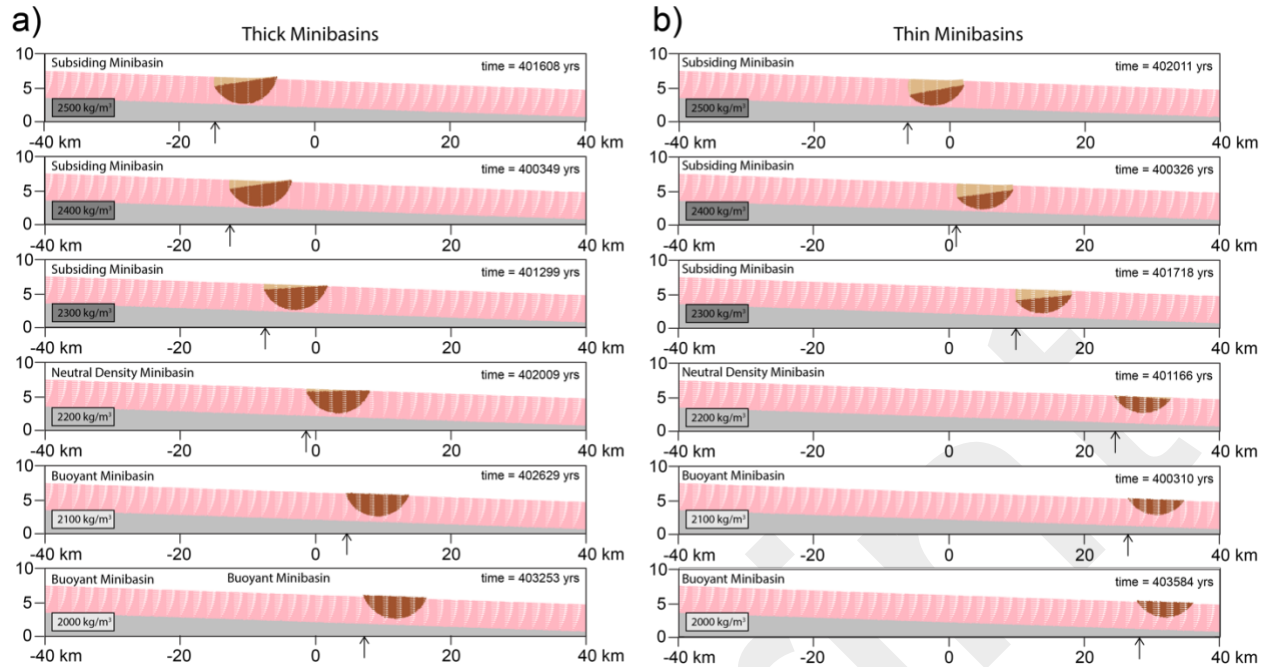 a)
Thick Minibasins
10
Subsiding Minibasin
time = 401608 yrs
5
2500 kg/m³
0
-40 km -20 0 20 40 km
10
Subsiding Minibasin
time = 400349 yrs
5
2400 kg/m³
0
-40 km -20 0 20 40 km
10
Subsiding Minibasin
time = 401299 yrs
5
2300 kg/m³
0
-40 km -20 0 20 40 km
10
Neutral Density Minibasin
time = 402009 yrs
5
2200 kg/m³
0
-40 km -20 0 20 40 km
10
Buoyant Minibasin
time = 402629 yrs
5
2100 kg/m³
0
-40 km -20 0 20 40 km
10
Buoyant Minibasin Buoyant Minibasin
time = 403253 yrs
5
2000 kg/m³
0
-40 km -20 0 20 40 km
b)
Thin Minibasins
10
Subsiding Minibasin
time = 402011 yrs
5
2500 kg/m³
0
-40 km -20 0 20 40 km
10
Subsiding Minibasin
time = 400326 yrs
5
2400 kg/m³
0
-40 km -20 0 20 40 km
10
Subsiding Minibasin
time = 401718 yrs
5
2300 kg/m³
0
-40 km -20 0 20 40 km
10
Neutral Density Minibasin
time = 401166 yrs
5
2200 kg/m³
0
-40 km -20 0 20 40 km
10
Buoyant Minibasin
time = 400310 yrs
5
2100 kg/m³
0
-40 km -20 0 20 40 km
10
Buoyant Minibasin
time = 403584 yrs
5
2000 kg/m³
0
-40 km -20 0 20 40 km